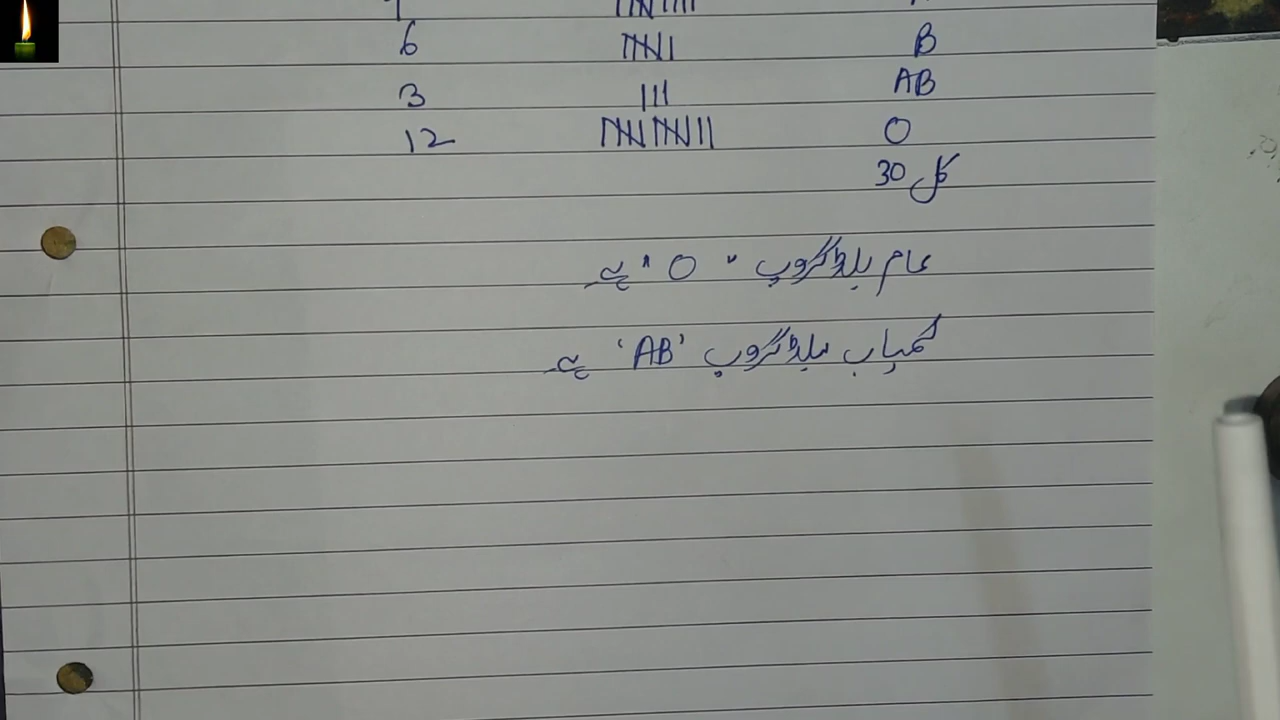 B 𝍸| 6
AB ||| 3
O 𝍸 𝍸 || 12
کل 30
عام بلڈ گروپ " O " ہے
کمیاب بلڈ گروپ 'AB' ہے